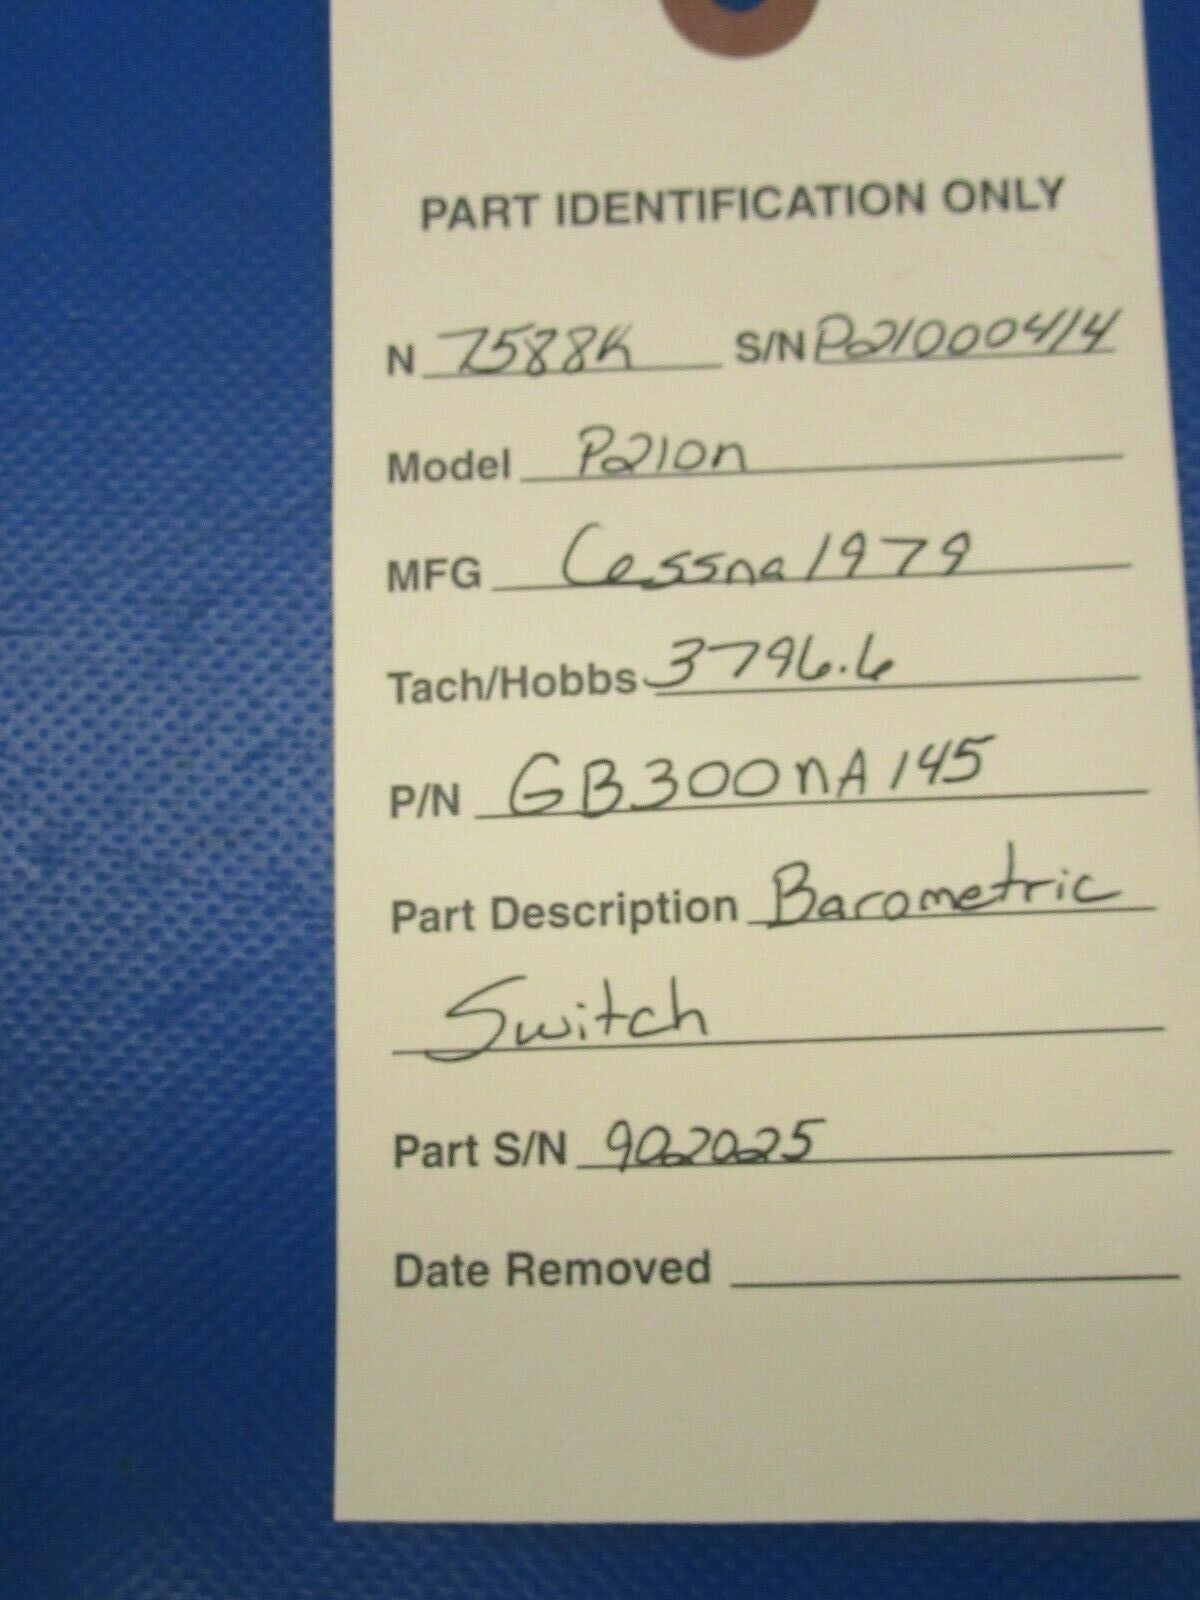 PART IDENTIFICATION ONLY
N 7588K S/N P21000414
Model P210n
MFG Cessna 1979
Tach/Hobbs 3796.6
P/N GB300nA145
Part Description Barometric
Switch
Part S/N 902025
Date Removed